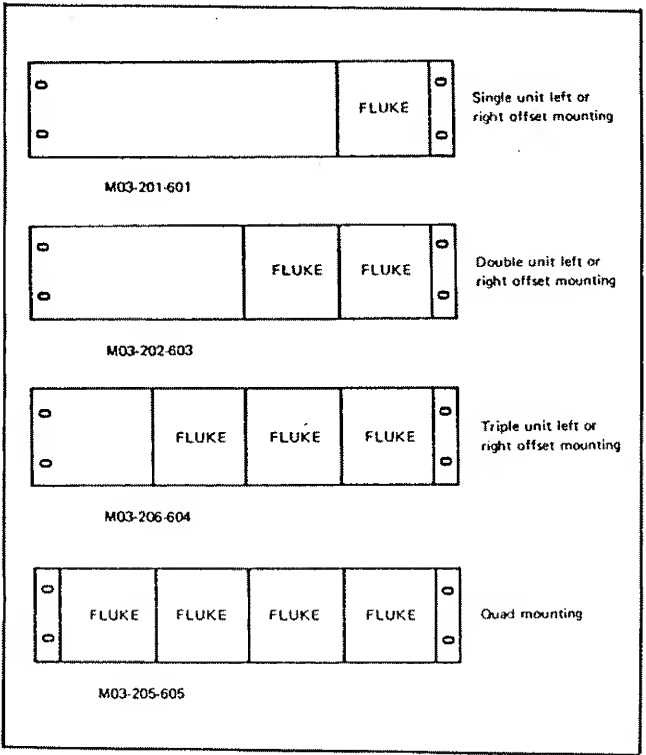 FLUKE
Single unit left or
right offset mounting
M03-201-601
FLUKE FLUKE
Double unit left or
right offset mounting
M03-202-603
FLUKE FLUKE FLUKE
Triple unit left or
right offset mounting
M03-206-604
FLUKE FLUKE FLUKE FLUKE
Quad mounting
M03-205-605